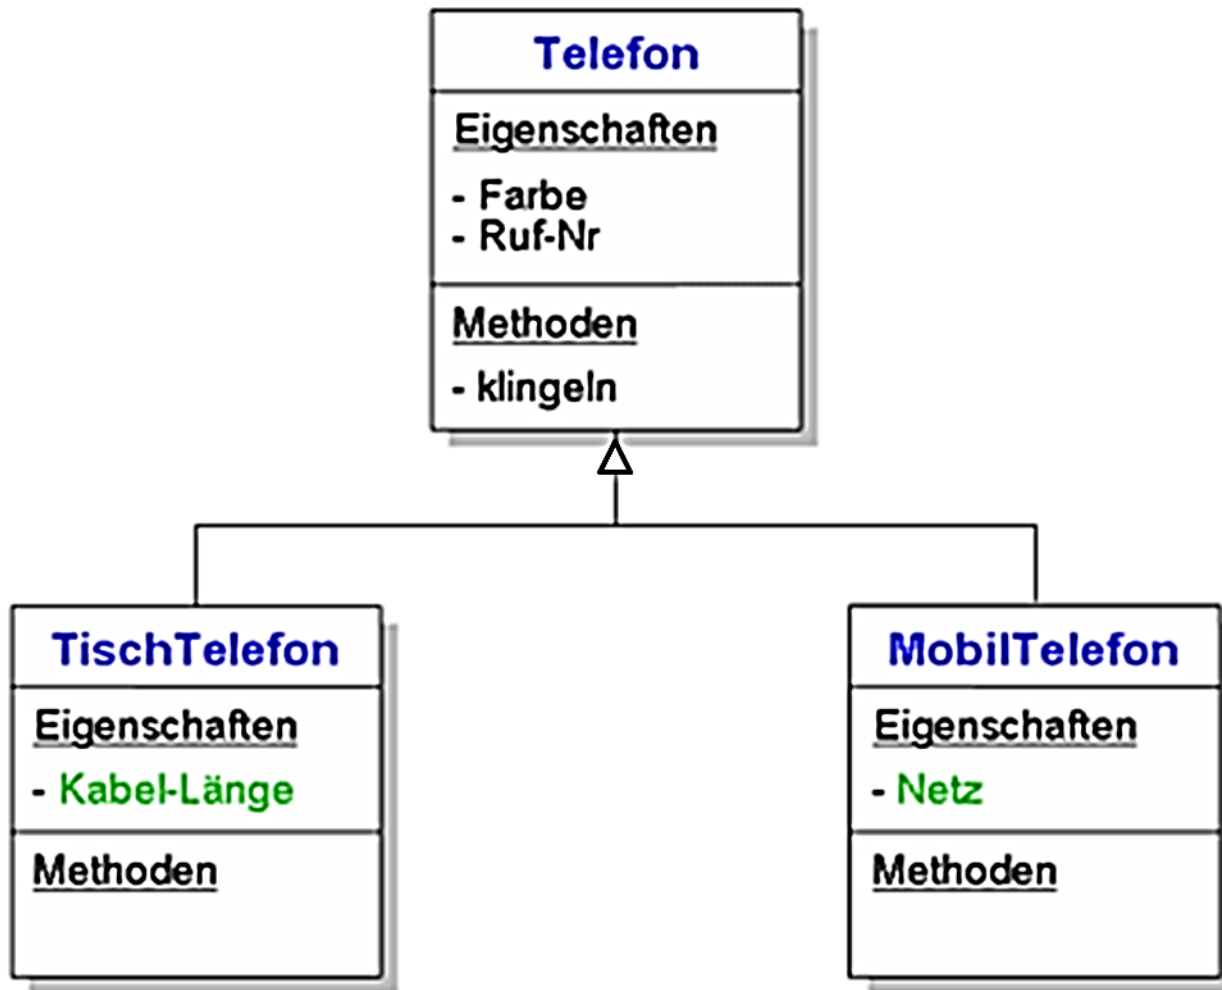 Telefon
Eigenschaften
- Farbe
- Ruf-Nr
Methoden
- klingeln
TischTelefon
Eigenschaften
- Kabel-Länge
Methoden
MobilTelefon
Eigenschaften
- Netz
Methoden